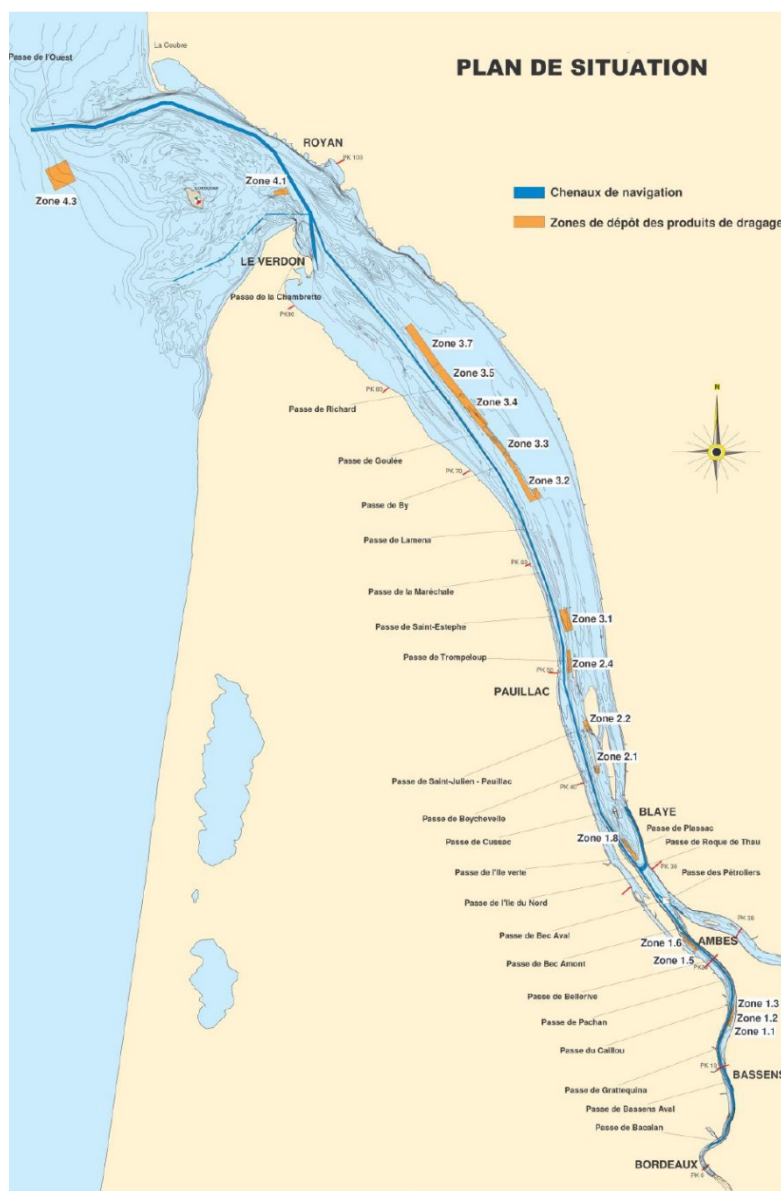 La Coubre
Passe de l'Ouest
PLAN DE SITUATION
ROYAN
PK 100
Zone 4.3
Zone 4.1
Chenaux de navigation
Zones de dépôt des produits de dragage
LE VERDON
Passe de la Chambrette
PK90
N
Zone 3.7
Zone 3.5
Zone 3.4
Zone 3.3
Zone 3.2
PK 80
Passe de Richard
Passe de Goulée
PK 70
Passe de By
Passe de Lamena
PK 60
Passe de la Maréchale
Zone 3.1
Passe de Saint-Estephe
Passe de Trompeloup
Zone 2.4
PK 50
PAUILLAC
Zone 2.2
Zone 2.1
Passe de Saint-Julien - Pauillac
PK 40
Passe de Beychevelle
BLAYE
Passe de Plassac
Passe de Cussac
Zone 1.8
Passe de Roque de Thau
Passe de l'Ile verte
PK 30
Passe des Pétroliers
Passe de l'Ile du Nord
Passe de Bec Aval
Zone 1.6
AMBES
Passe de Bec Amont
Zone 1.5
Passe de Bellerive
Zone 1.3
Passe de Pachan
Zone 1.2
Zone 1.1
Passe du Caillou
PK 10
BASSENS
Passe de Grattequina
Passe de Bassens Aval
Passe de Bacalan
BORDEAUX
PK 0